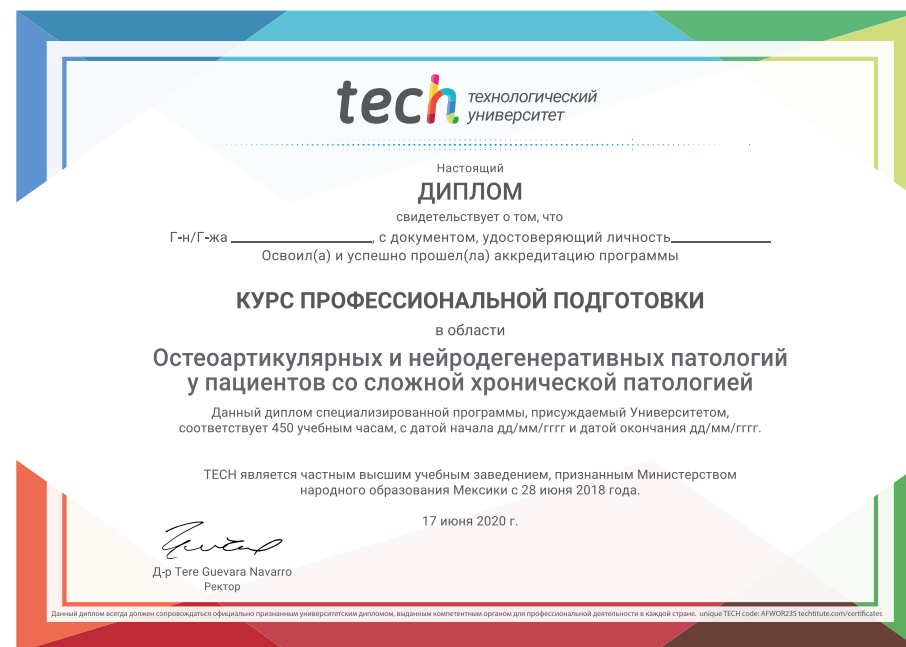 tech технологический
университет
Настоящий
ДИПЛОМ
свидетельствует о том, что
Г-н/Г-жа ____________________, с документом, удостоверяющий личность______________
Освоил(а) и успешно прошел(ла) аккредитацию программы
КУРС ПРОФЕССИОНАЛЬНОЙ ПОДГОТОВКИ
в области
Остеоартикулярных и нейродегенеративных патологий
у пациентов со сложной хронической патологией
Данный диплом специализированной программы, присуждаемый Университетом,
соответствует 450 учебным часам, с датой начала дд/мм/гггг и датой окончания дд/мм/гггг.
TECH является частным высшим учебным заведением, признанным Министерством
народного образования Мексики с 28 июня 2018 года.
17 июня 2020 г.
Д-р Tere Guevara Navarro
Ректор
Данный диплом всегда должен сопровождаться официально признанным университетским дипломом, выданным компетентным органом для профессиональной деятельности в каждой стране. unique TECH code: AFWOR23S techtitute.com/certificates